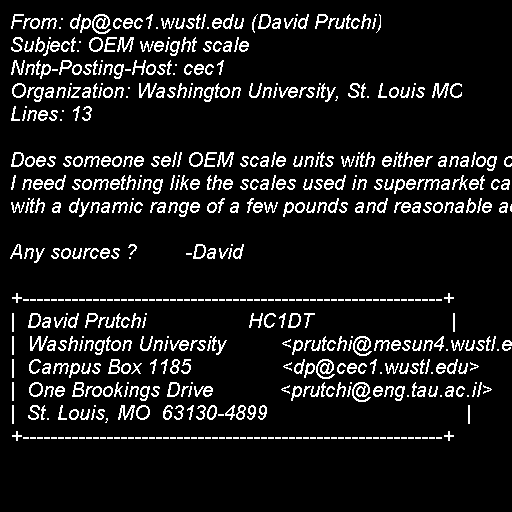 From: dp@cec1.wustl.edu (David Prutchi)
Subject: OEM weight scale
Nntp-Posting-Host: cec1
Organization: Washington University, St. Louis MO
Lines: 13

Does someone sell OEM scale units with either analog
I need something like the scales used in supermarket
with a dynamic range of a few pounds and reasonable

Any sources ?        -David

+------------------------------------------------------------+
|  David Prutchi                 HC1DT                       |
|  Washington University         <prutchi@mesun4.wustl.e
|  Campus Box 1185               <dp@cec1.wustl.edu>
|  One Brookings Drive           <prutchi@eng.tau.ac.il>
|  St. Louis, MO  63130-4899                                 |
+------------------------------------------------------------+